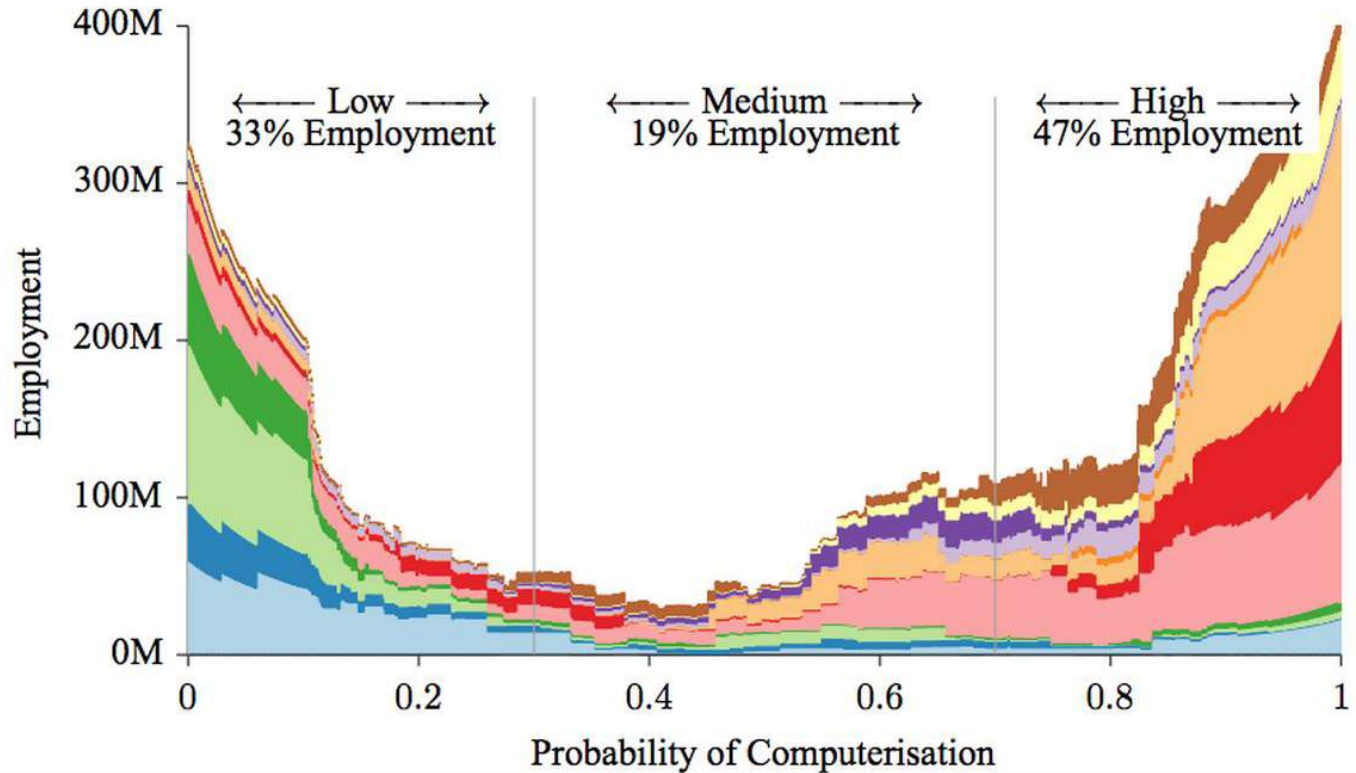 400M
300M
200M
100M
0M
Employment
Low
33% Employment
Medium
19% Employment
High
47% Employment
0
0.2
0.4
0.6
0.8
1
Probability of Computerisation